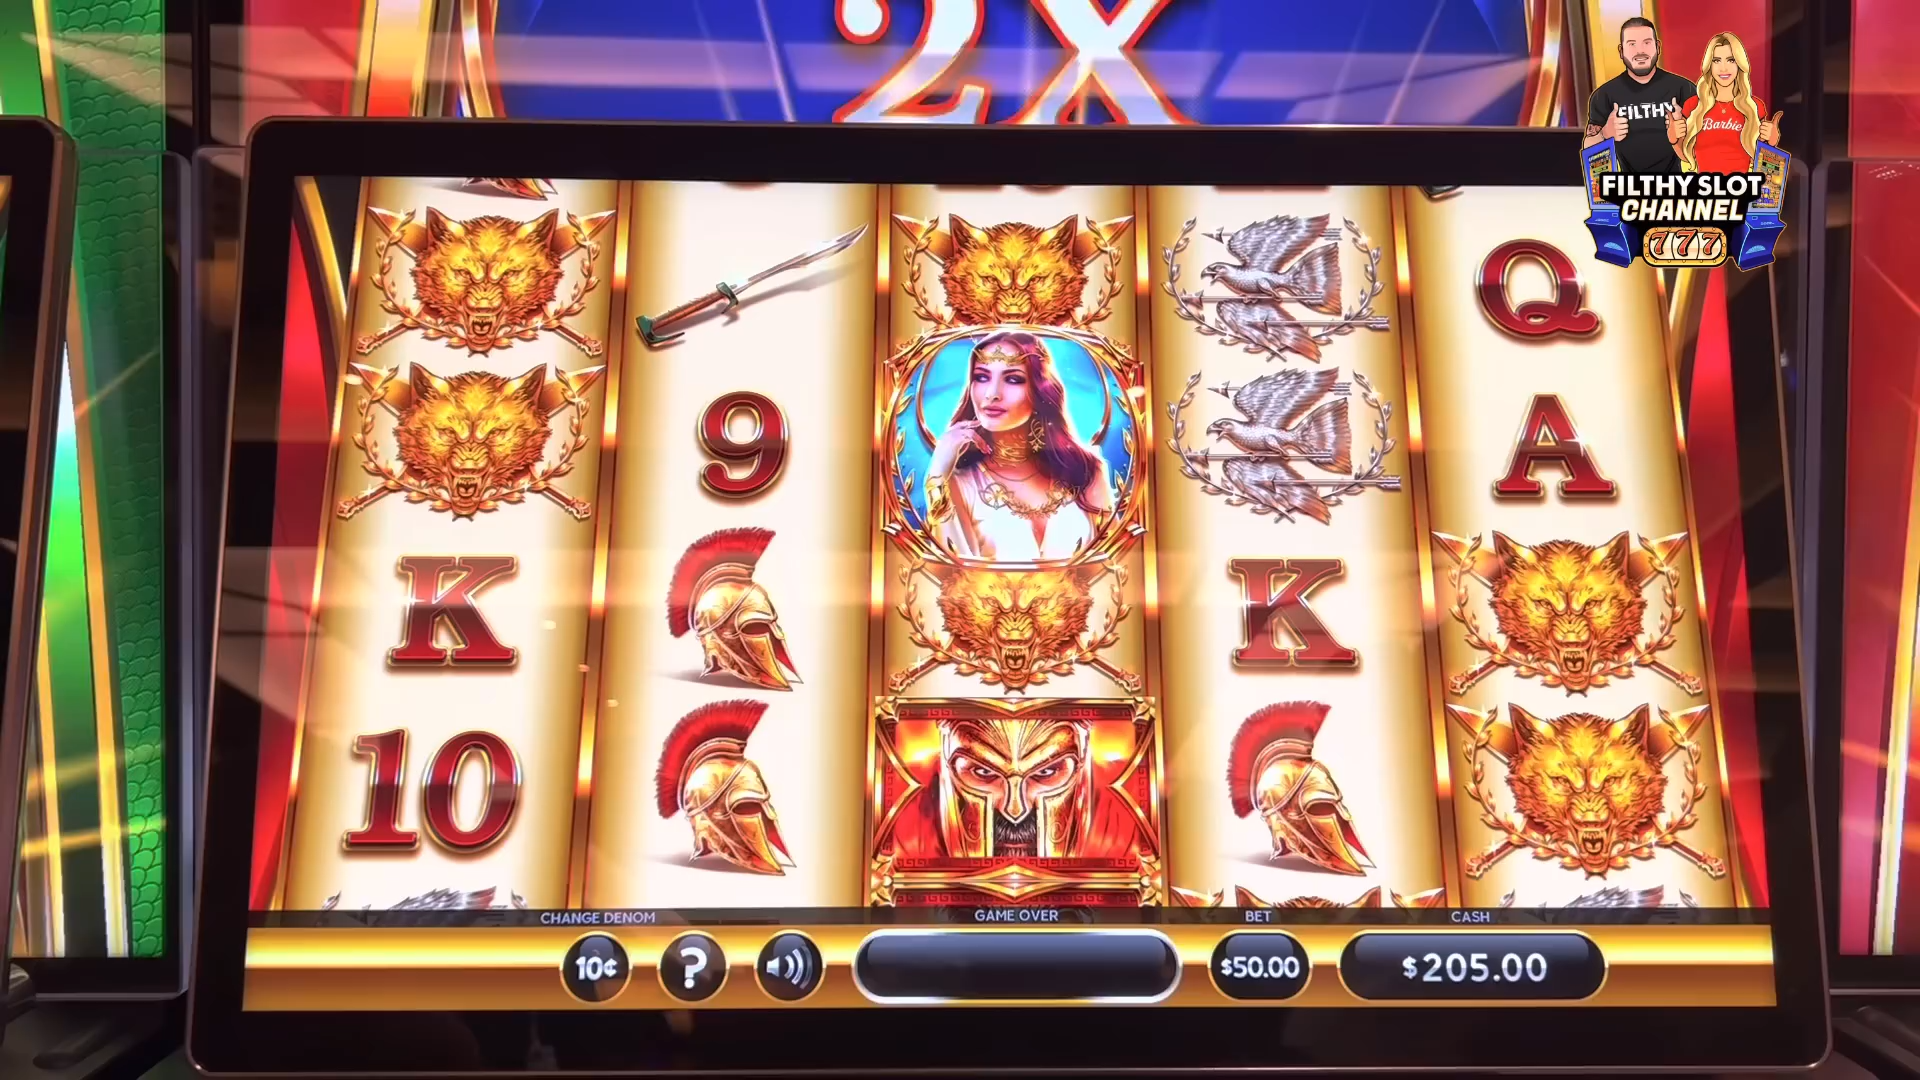 2X
FILTHY
Barbie
FILTHY SLOT
CHANNEL
777
Q
9
A
K
K
10
CHANGE DENOM
GAME OVER
BET
CASH
10¢
?
$50.00
$205.00